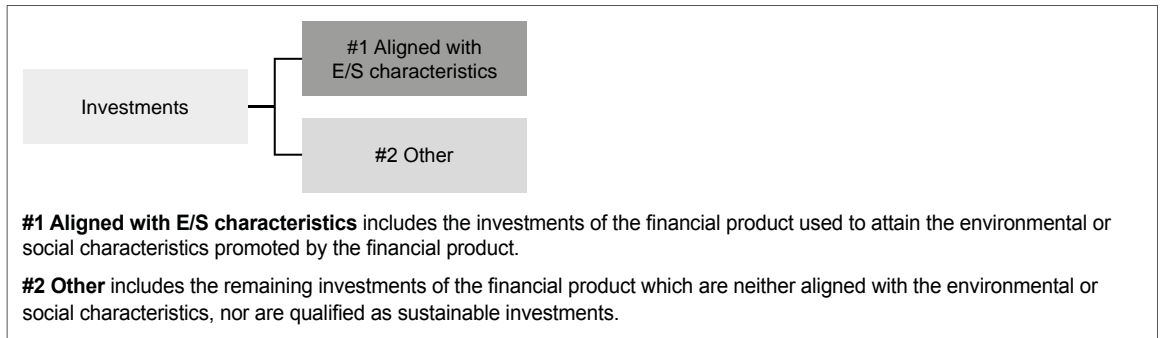 #1 Aligned with
E/S characteristics
Investments
#2 Other
#1 Aligned with E/S characteristics includes the investments of the financial product used to attain the environmental or
social characteristics promoted by the financial product.
#2 Other includes the remaining investments of the financial product which are neither aligned with the environmental or
social characteristics, nor are qualified as sustainable investments.